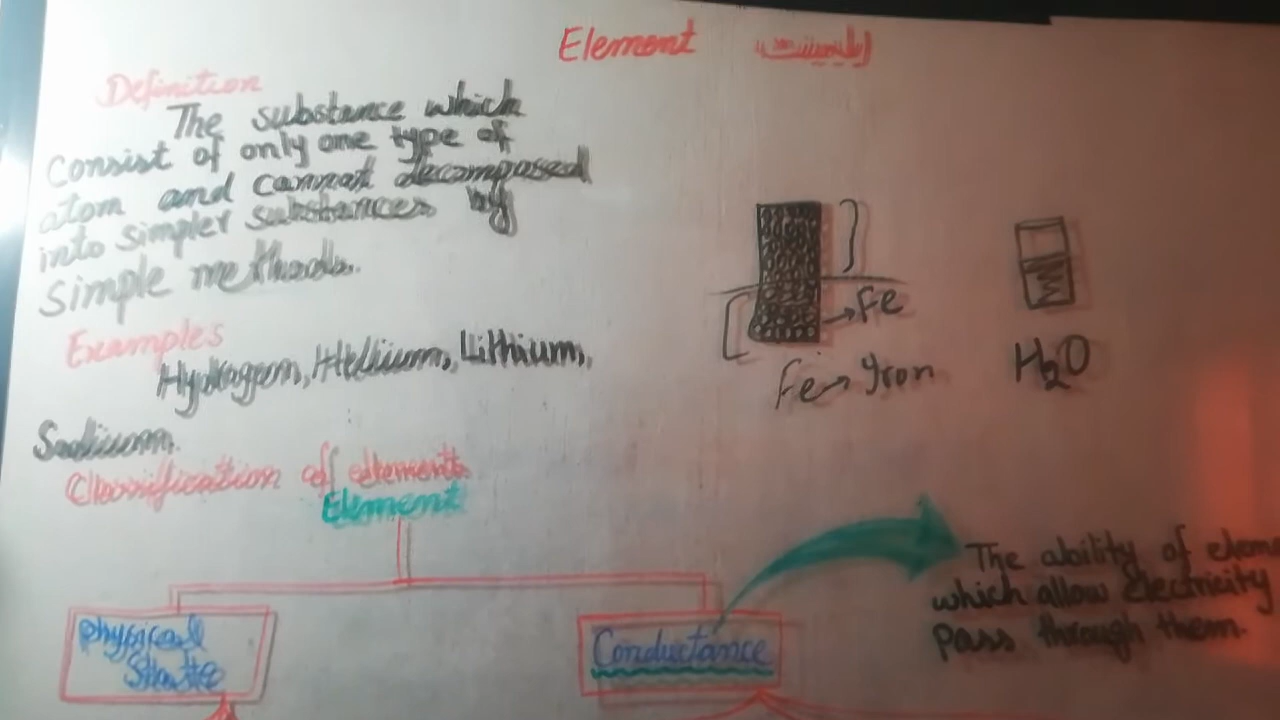 Element ایلیمینٹ
Definition
The substance which
Consist of only one type of
atom and cannot decomposed
into simpler substances by
Simple methods.
Examples
Hydrogen, Helium, Lithium,
Sodium.
Fe
Fe → Iron
H₂O
Classification of elements
Element
Physical
State
Conductance
The ability of eleme
which allow Electricity
Pass through them.